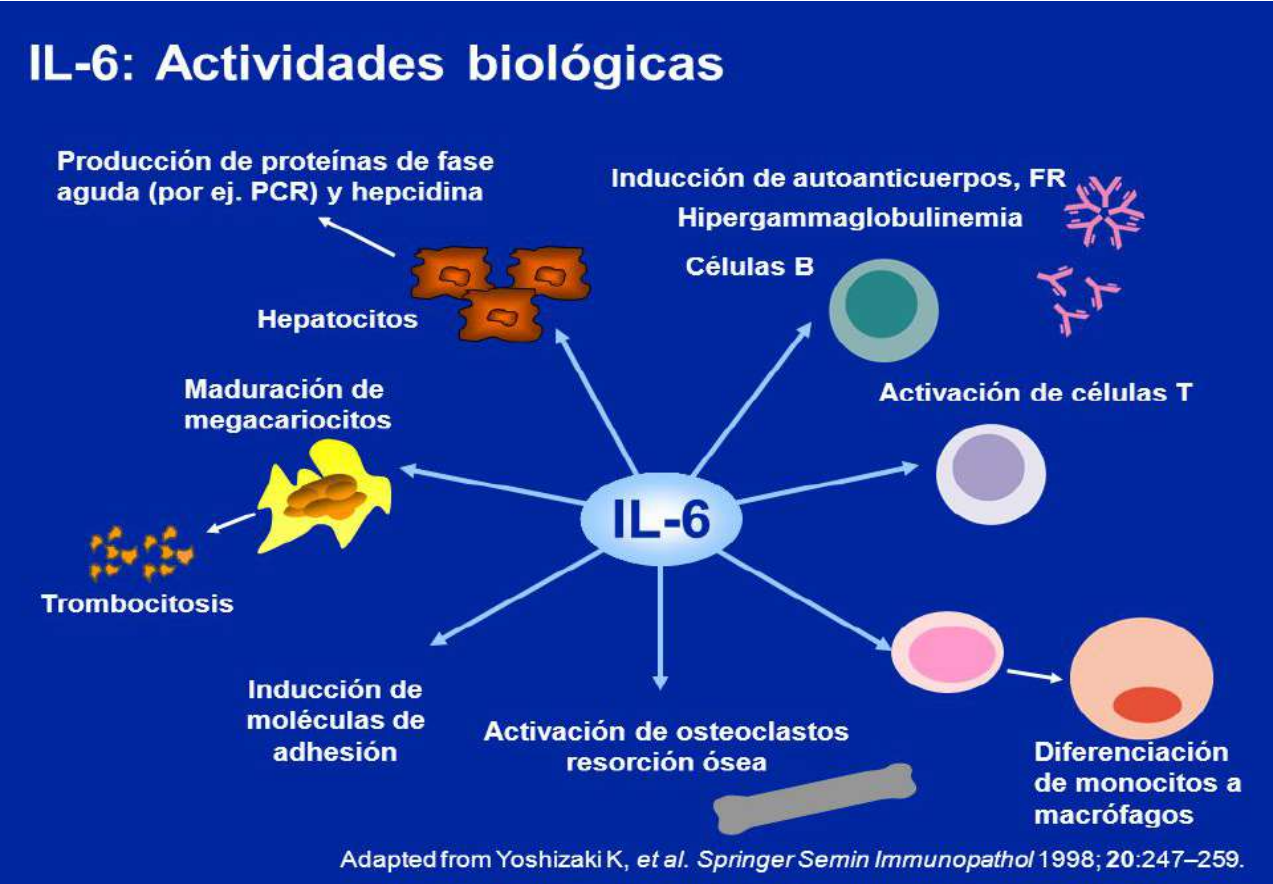 IL-6: Actividades biológicas
Producción de proteínas de fase
aguda (por ej. PCR) y hepcidina
Hepatocitos
Inducción de autoanticuerpos, FR
Hipergammaglobulinemia
Células B
Maduración de
megacariocitos
Trombocitosis
Activación de células T
IL-6
Inducción de
moléculas de
adhesión
Activación de osteoclastos
resorción ósea
Diferenciación
de monocitos a
macrófagos
Adapted from Yoshizaki K, et al. Springer Semin Immunopathol 1998; 20:247–259.